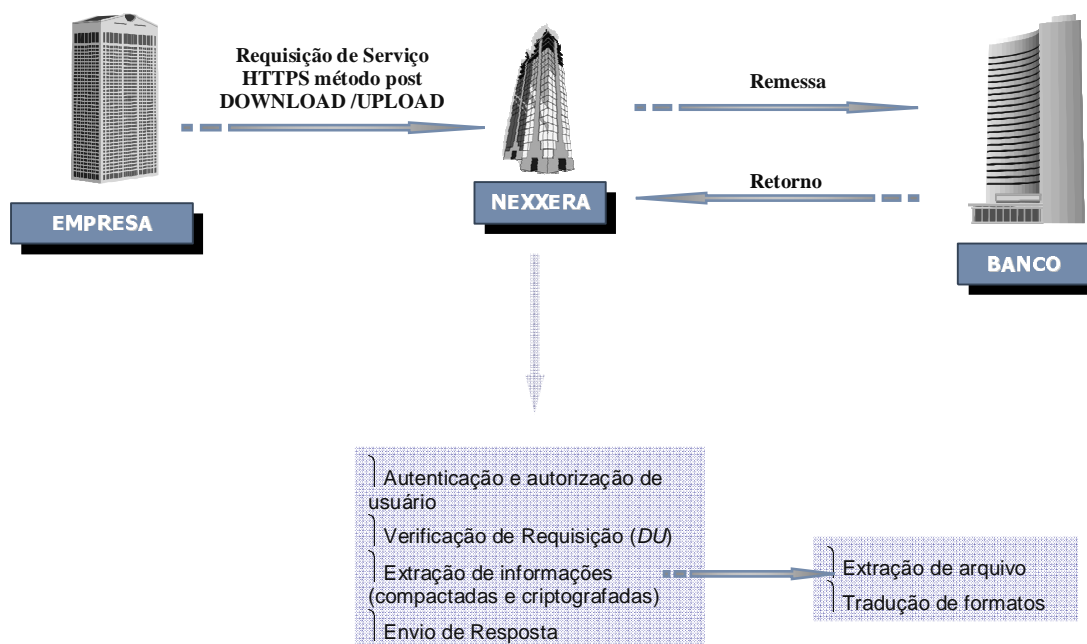 Requisição de Serviço
HTTPS método post
DOWNLOAD /UPLOAD
Remessa
Retorno
EMPRESA
NEXXERA
BANCO
Autenticação e autorização de
usuário
Verificação de Requisição (DU)
Extração de informações
(compactadas e criptografadas)
Envio de Resposta
Extração de arquivo
Tradução de formatos